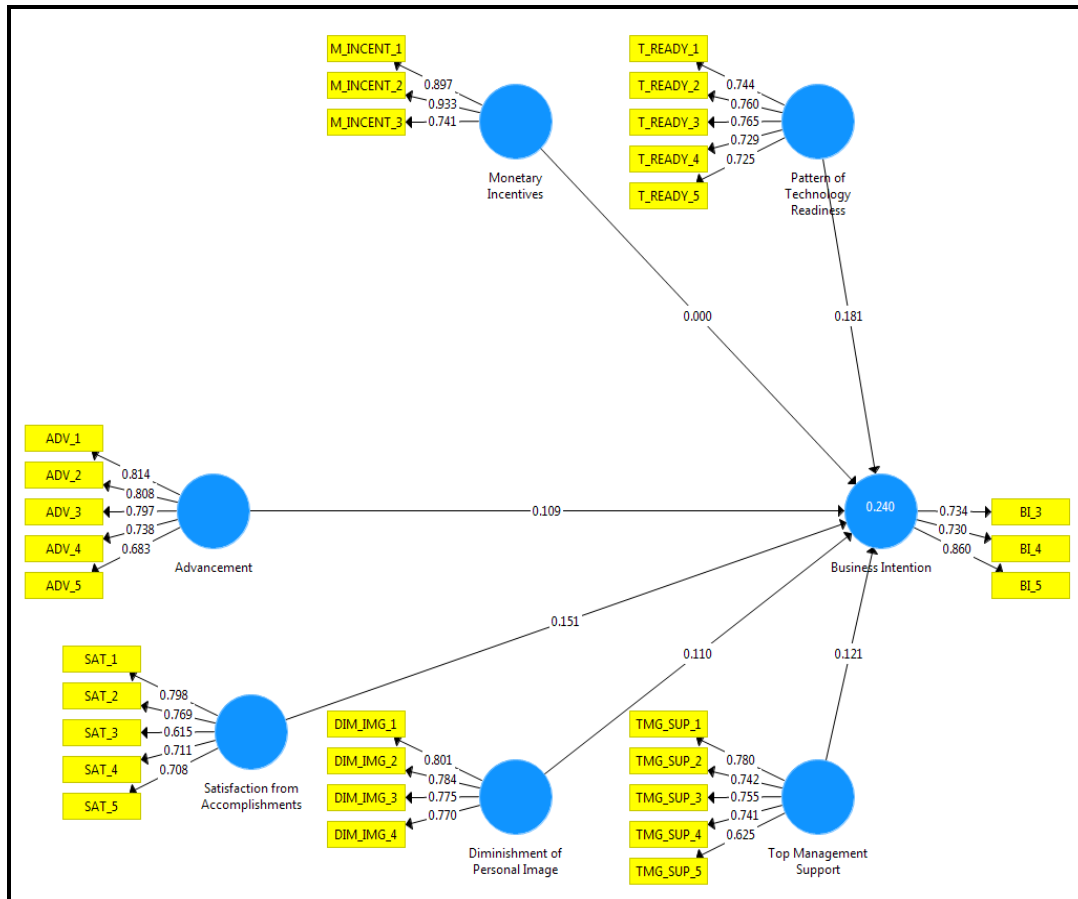 M_INCENT_1
M_INCENT_2
M_INCENT_3
0.897
0.933
0.741
Monetary
Incentives
T_READY_1
T_READY_2
T_READY_3
T_READY_4
T_READY_5
0.744
0.760
0.765
0.729
0.725
Pattern of
Technology
Readiness
0.000
0.181
ADV_1
ADV_2
ADV_3
ADV_4
ADV_5
0.814
0.808
0.797
0.738
0.683
Advancement
0.109
0.240
Business Intention
0.734
0.730
0.860
BI_3
BI_4
BI_5
0.151
0.110
0.121
SAT_1
SAT_2
SAT_3
SAT_4
SAT_5
0.798
0.769
0.615
0.711
0.708
Satisfaction from
Accomplishments
DIM_IMG_1
DIM_IMG_2
DIM_IMG_3
DIM_IMG_4
0.801
0.784
0.775
0.770
Diminishment of
Personal Image
TMG_SUP_1
TMG_SUP_2
TMG_SUP_3
TMG_SUP_4
TMG_SUP_5
0.780
0.742
0.755
0.741
0.625
Top Management
Support